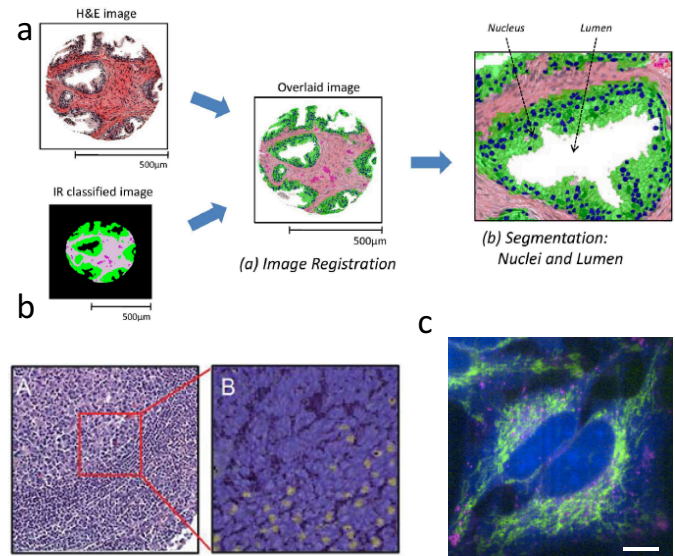 a
H&E image
500µm
IR classified image
500µm
Overlaid image
500µm
(a) Image Registration
Nucleus
Lumen
(b) Segmentation:
Nuclei and Lumen
b
A
B
c